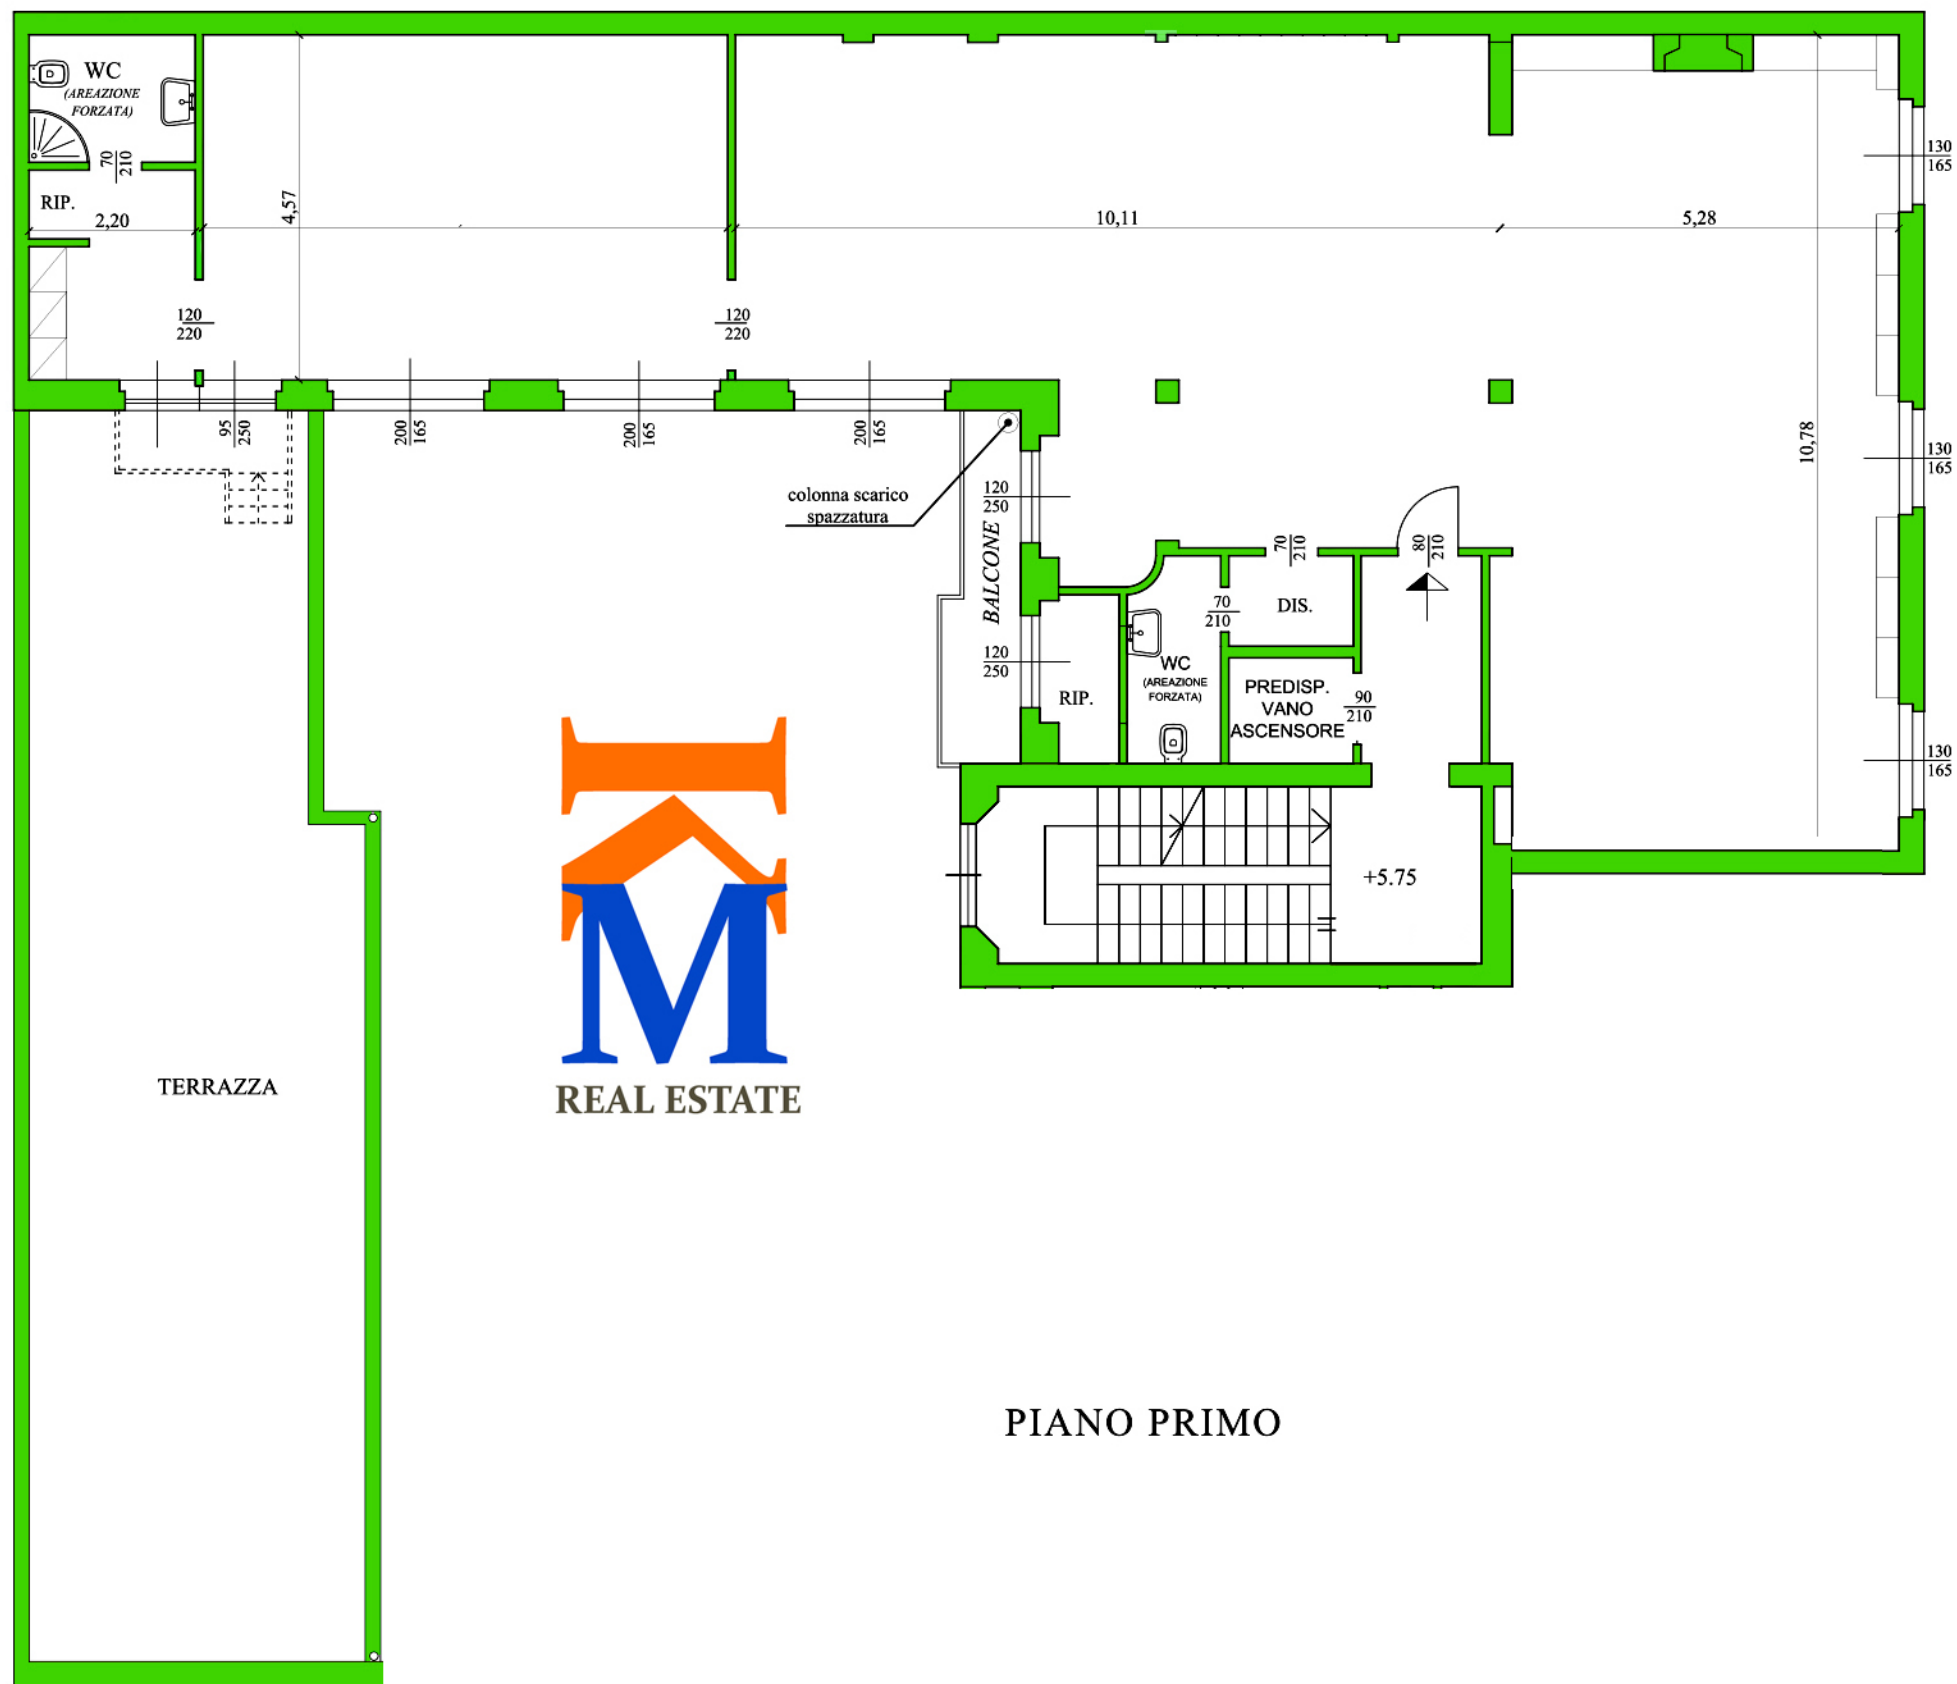 WC
(AREAZIONE
FORZATA)
70
210
RIP.
2,20
4,57
10,11
5,28
130
165
120
220
120
220
95
250
200
165
200
165
200
165
colonna scarico
spazzatura
BALCONE
120
250
120
250
10,78
130
165
70
210
80
210
70
210
DIS.
WC
(AREAZIONE
FORZATA)
RIP.
PREDISP.
VANO
ASCENSORE
90
210
130
165
+5.75
IM
REAL ESTATE
TERRAZZA
PIANO PRIMO